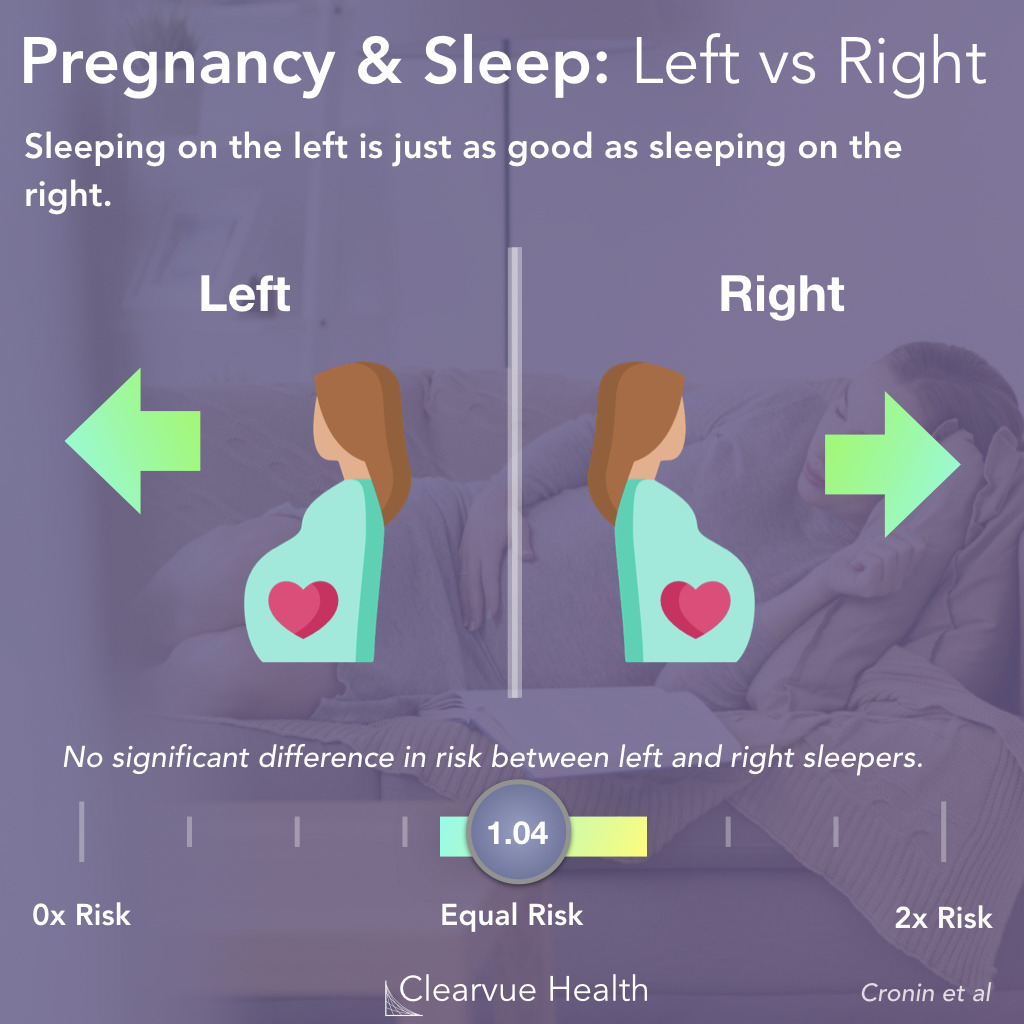 Pregnancy & Sleep: Left vs Right
Sleeping on the left is just as good as sleeping on the
right.
Left
Right
No significant difference in risk between left and right sleepers.
1.04
0x Risk
Equal Risk
2x Risk
Clearvue Health
Cronin et al